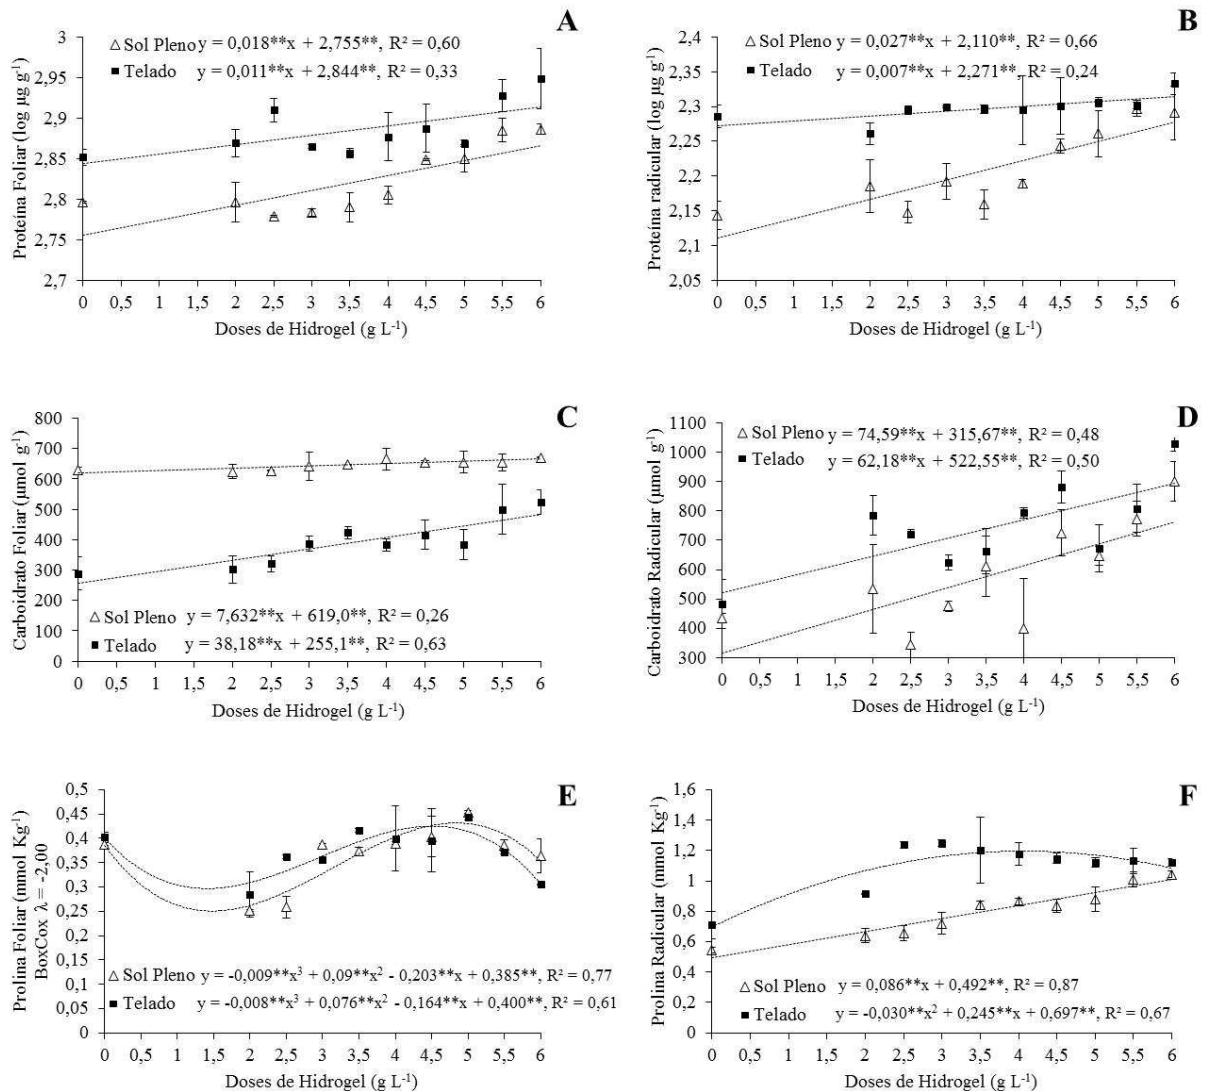 A
Sol Pleno y = 0,018**x + 2,755**, R² = 0,60
Telado y = 0,011**x + 2,844**, R² = 0,33
Proteína Foliar (log µg g⁻¹)
3
2,95
2,9
2,85
2,8
2,75
2,7
0 0,5 1 1,5 2 2,5 3 3,5 4 4,5 5 5,5 6
Doses de Hidrogel (g L⁻¹)
B
Sol Pleno y = 0,027**x + 2,110**, R² = 0,66
Telado y = 0,007**x + 2,271**, R² = 0,24
Proteína radicular (log µg g⁻¹)
2,4
2,35
2,3
2,25
2,2
2,15
2,1
2,05
0 0,5 1 1,5 2 2,5 3 3,5 4 4,5 5 5,5 6
Doses de Hidrogel (g L⁻¹)
C
Carboidrato Foliar (µmol g⁻¹)
800
700
600
500
400
300
200
100
0
Sol Pleno y = 7,632**x + 619,0**, R² = 0,26
Telado y = 38,18**x + 255,1**, R² = 0,63
0 0,5 1 1,5 2 2,5 3 3,5 4 4,5 5 5,5 6
Doses de Hidrogel (g L⁻¹)
D
Sol Pleno y = 74,59**x + 315,67**, R² = 0,48
Telado y = 62,18**x + 522,55**, R² = 0,50
Carboidrato Radicular (µmol g⁻¹)
1100
1000
900
800
700
600
500
400
300
0 0,5 1 1,5 2 2,5 3 3,5 4 4,5 5 5,5 6
Doses de Hidrogel (g L⁻¹)
E
Prolina Foliar (mmol Kg⁻¹)
BoxCox λ = -2,00
0,5
0,45
0,4
0,35
0,3
0,25
0,2
0,15
0,1
0,05
0
Sol Pleno y = -0,009**x³ + 0,09**x² - 0,203**x + 0,385**, R² = 0,77
Telado y = -0,008**x³ + 0,076**x² - 0,164**x + 0,400**, R² = 0,61
0 0,5 1 1,5 2 2,5 3 3,5 4 4,5 5 5,5 6
Doses de Hidrogel (g L⁻¹)
F
Prolina Radicular (mmol Kg⁻¹)
1,6
1,4
1,2
1
0,8
0,6
0,4
0,2
0
Sol Pleno y = 0,086**x + 0,492**, R² = 0,87
Telado y = -0,030**x² + 0,245**x + 0,697**, R² = 0,67
0 0,5 1 1,5 2 2,5 3 3,5 4 4,5 5 5,5 6
Doses de Hidrogel (g L⁻¹)